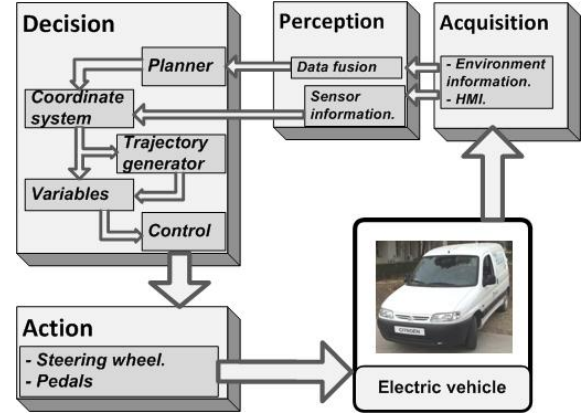 Decision
Planner
Coordinate
system
Trajectory
generator
Variables
Control
Perception
Data fusion
Sensor
information.
Acquisition
- Environment
information.
- HMI.
Action
- Steering wheel.
- Pedals
CITROËN
Electric vehicle